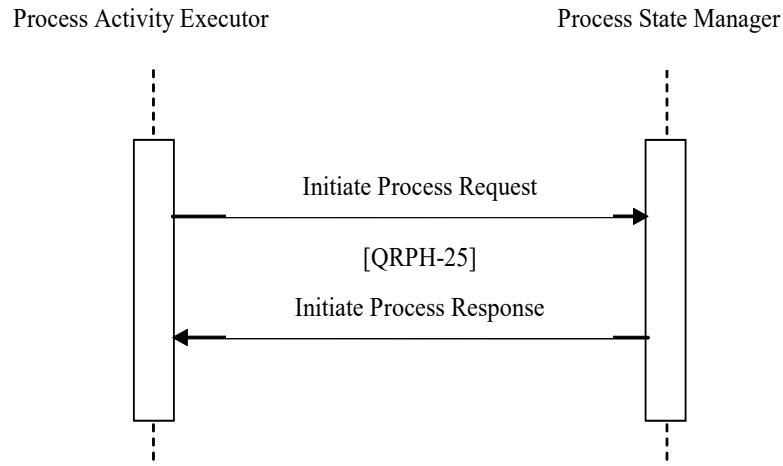 Process Activity Executor
Process State Manager
Initiate Process Request
[QRPH-25]
Initiate Process Response